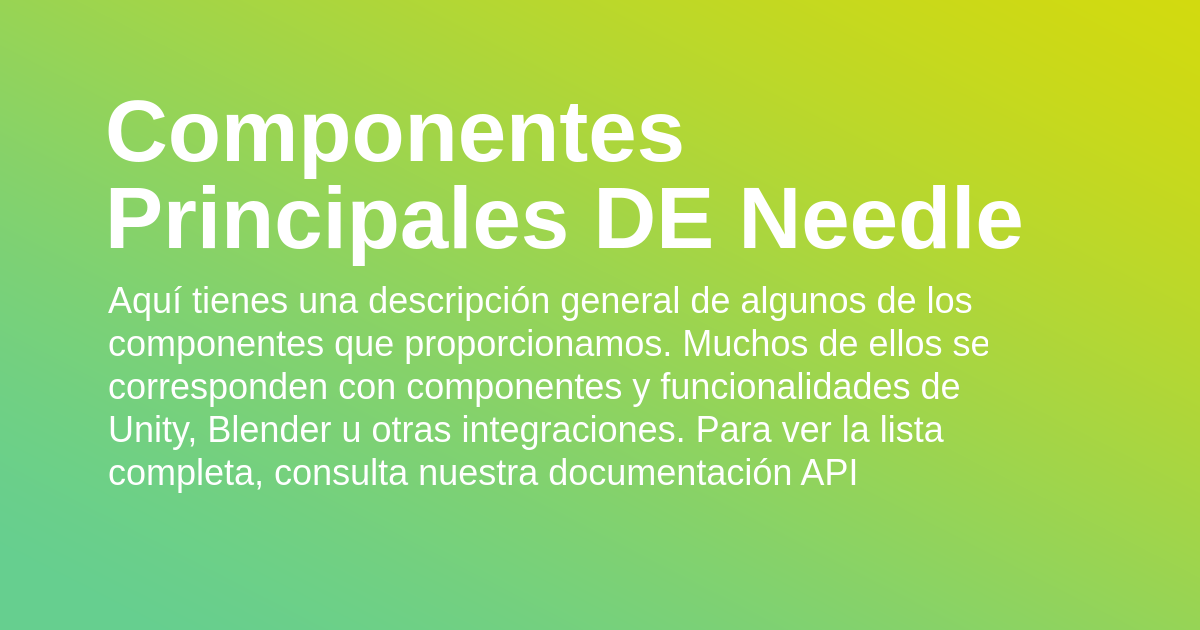 Componentes
Principales DE Needle
Aquí tienes una descripción general de algunos de los
componentes que proporcionamos. Muchos de ellos se
corresponden con componentes y funcionalidades de
Unity, Blender u otras integraciones. Para ver la lista
completa, consulta nuestra documentación API